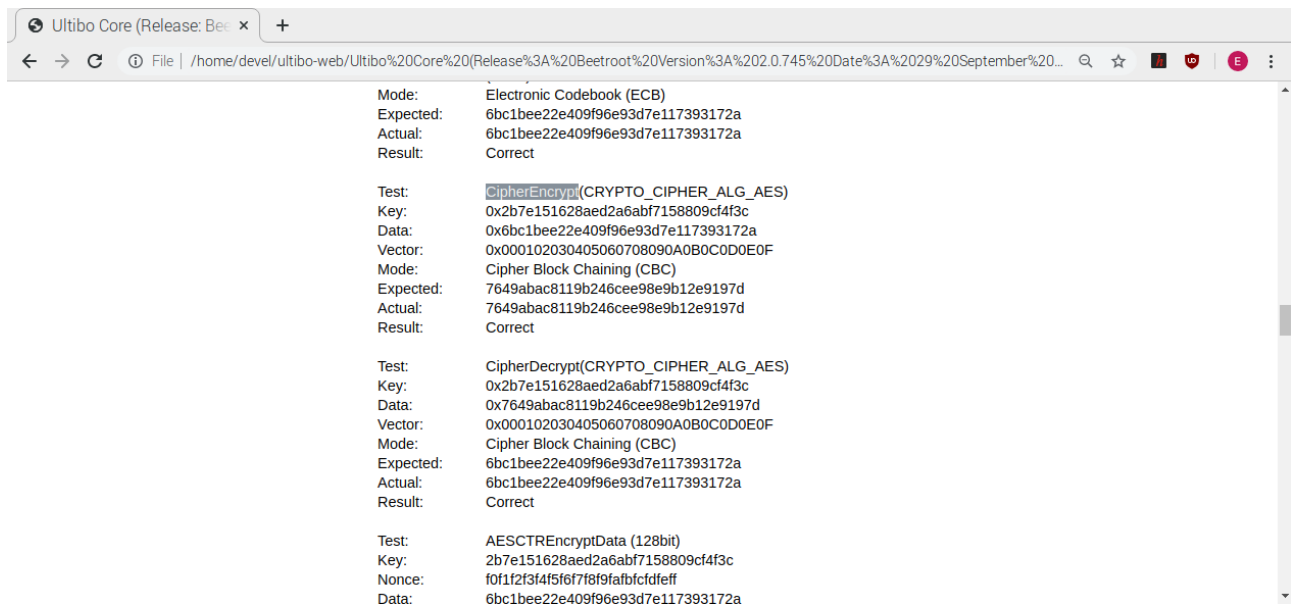 Ultibo Core (Release: Bee
File | /home/devel/ultibo-web/Ultibo%20Core%20(Release%3A%20Beetroot%20Version%3A%202.0.745%20Date%3A%2029%20September%20...
E
Mode: Electronic Codebook (ECB)
Expected: 6bc1bee22e409f96e93d7e117393172a
Actual: 6bc1bee22e409f96e93d7e117393172a
Result: Correct
Test: CipherEncrypt(CRYPTO_CIPHER_ALG_AES)
Key: 0x2b7e151628aed2a6abf7158809cf4f3c
Data: 0x6bc1bee22e409f96e93d7e117393172a
Vector: 0x000102030405060708090A0B0C0D0E0F
Mode: Cipher Block Chaining (CBC)
Expected: 7649abac8119b246cee98e9b12e9197d
Actual: 7649abac8119b246cee98e9b12e9197d
Result: Correct
Test: CipherDecrypt(CRYPTO_CIPHER_ALG_AES)
Key: 0x2b7e151628aed2a6abf7158809cf4f3c
Data: 0x7649abac8119b246cee98e9b12e9197d
Vector: 0x000102030405060708090A0B0C0D0E0F
Mode: Cipher Block Chaining (CBC)
Expected: 6bc1bee22e409f96e93d7e117393172a
Actual: 6bc1bee22e409f96e93d7e117393172a
Result: Correct
Test: AESCTREncryptData (128bit)
Key: 2b7e151628aed2a6abf7158809cf4f3c
Nonce: f0f1f2f3f4f5f6f7f8f9fafbfcfdfeff
Data: 6bc1bee22e409f96e93d7e117393172a